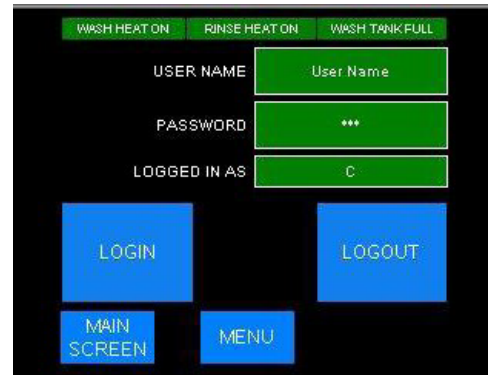 WASH HEAT ON RINSE HEAT ON WASH TANK FULL
USER NAME User Name
PASSWORD ***
LOGGED IN AS C
LOGIN LOGOUT
MAIN SCREEN MENU